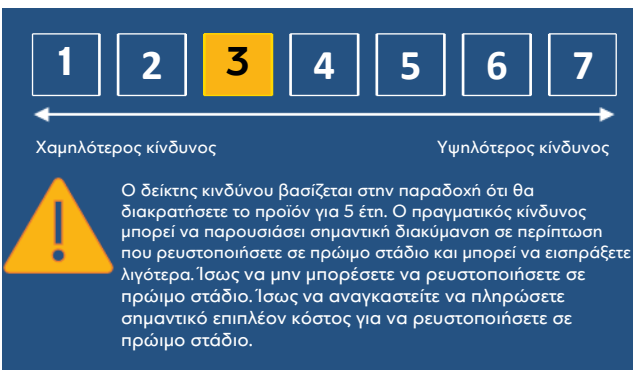 1 2 3 4 5 6 7
Χαμηλότερος κίνδυνος Υψηλότερος κίνδυνος
Ο δείκτης κινδύνου βασίζεται στην παραδοχή ότι θα
διακρατήσετε το προϊόν για 5 έτη. Ο πραγματικός κίνδυνος
μπορεί να παρουσιάσει σημαντική διακύμανση σε περίπτωση
που ρευστοποιήσετε σε πρώιμο στάδιο και μπορεί να εισπράξετε
λιγότερα. Ίσως να μην μπορέσετε να ρευστοποιήσετε σε
πρώιμο στάδιο. Ίσως να αναγκαστείτε να πληρώσετε
σημαντικό επιπλέον κόστος για να ρευστοποιήσετε σε
πρώιμο στάδιο.